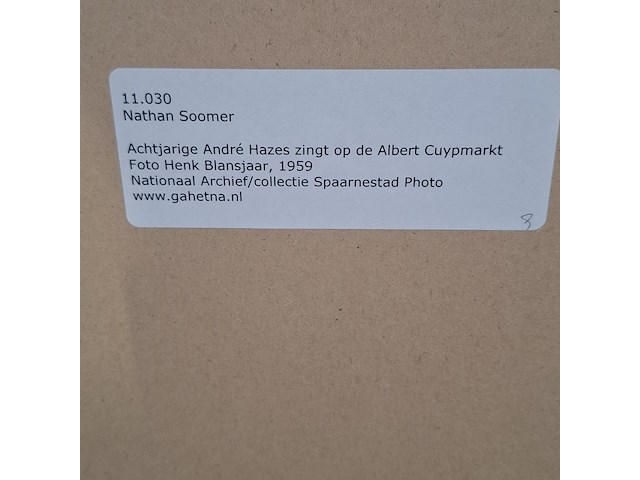 11.030
Nathan Soomer
Achtjarige André Hazes zingt op de Albert Cuypmarkt
Foto Henk Blansjaar, 1959
Nationaal Archief/collectie Spaarnestad Photo
www.gahetna.nl
8